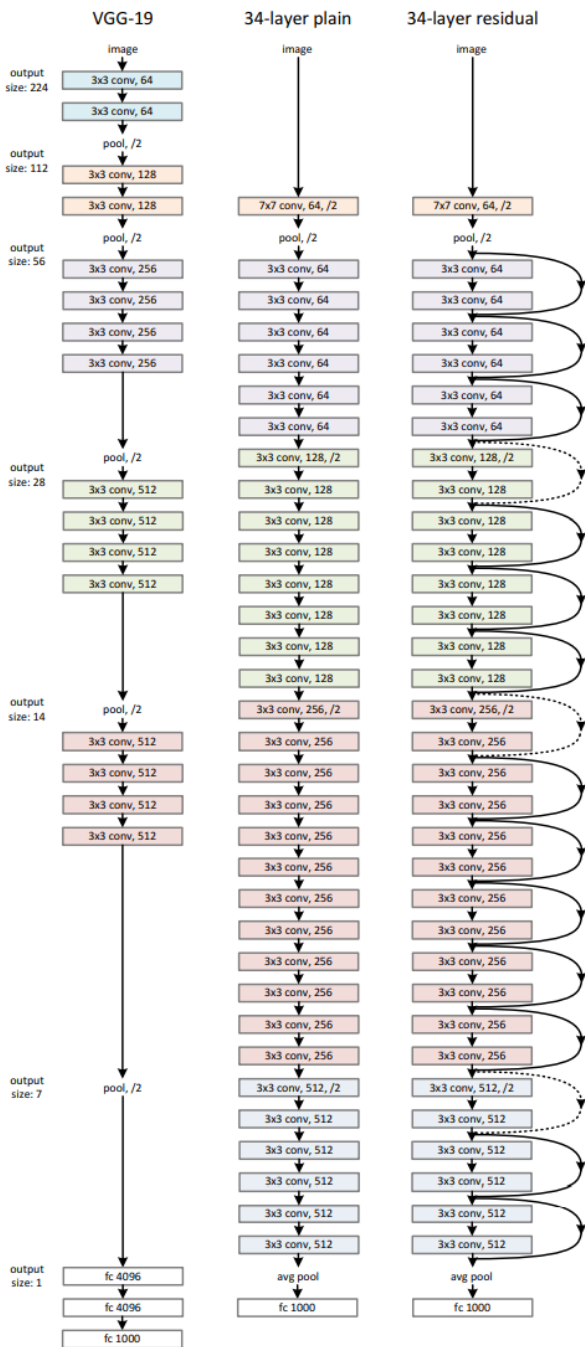 output
size: 224
output
size: 112
output
size: 56
output
size: 28
output
size: 14
output
size: 7
output
size: 1
VGG-19
image
3x3 conv, 64
3x3 conv, 64
pool, /2
3x3 conv, 128
3x3 conv, 128
pool, /2
3x3 conv, 256
3x3 conv, 256
3x3 conv, 256
3x3 conv, 256
pool, /2
3x3 conv, 512
3x3 conv, 512
3x3 conv, 512
3x3 conv, 512
pool, /2
3x3 conv, 512
3x3 conv, 512
3x3 conv, 512
3x3 conv, 512
pool, /2
fc 4096
fc 4096
fc 1000
34-layer plain
image
7x7 conv, 64, /2
pool, /2
3x3 conv, 64
3x3 conv, 64
3x3 conv, 64
3x3 conv, 64
3x3 conv, 64
3x3 conv, 64
3x3 conv, 128, /2
3x3 conv, 128
3x3 conv, 128
3x3 conv, 128
3x3 conv, 128
3x3 conv, 128
3x3 conv, 128
3x3 conv, 128
3x3 conv, 256, /2
3x3 conv, 256
3x3 conv, 256
3x3 conv, 256
3x3 conv, 256
3x3 conv, 256
3x3 conv, 256
3x3 conv, 256
3x3 conv, 256
3x3 conv, 256
3x3 conv, 256
3x3 conv, 256
3x3 conv, 512, /2
3x3 conv, 512
3x3 conv, 512
3x3 conv, 512
3x3 conv, 512
3x3 conv, 512
avg pool
fc 1000
34-layer residual
image
7x7 conv, 64, /2
pool, /2
3x3 conv, 64
3x3 conv, 64
3x3 conv, 64
3x3 conv, 64
3x3 conv, 64
3x3 conv, 64
3x3 conv, 128, /2
3x3 conv, 128
3x3 conv, 128
3x3 conv, 128
3x3 conv, 128
3x3 conv, 128
3x3 conv, 128
3x3 conv, 128
3x3 conv, 256, /2
3x3 conv, 256
3x3 conv, 256
3x3 conv, 256
3x3 conv, 256
3x3 conv, 256
3x3 conv, 256
3x3 conv, 256
3x3 conv, 256
3x3 conv, 256
3x3 conv, 256
3x3 conv, 256
3x3 conv, 512, /2
3x3 conv, 512
3x3 conv, 512
3x3 conv, 512
3x3 conv, 512
3x3 conv, 512
avg pool
fc 1000